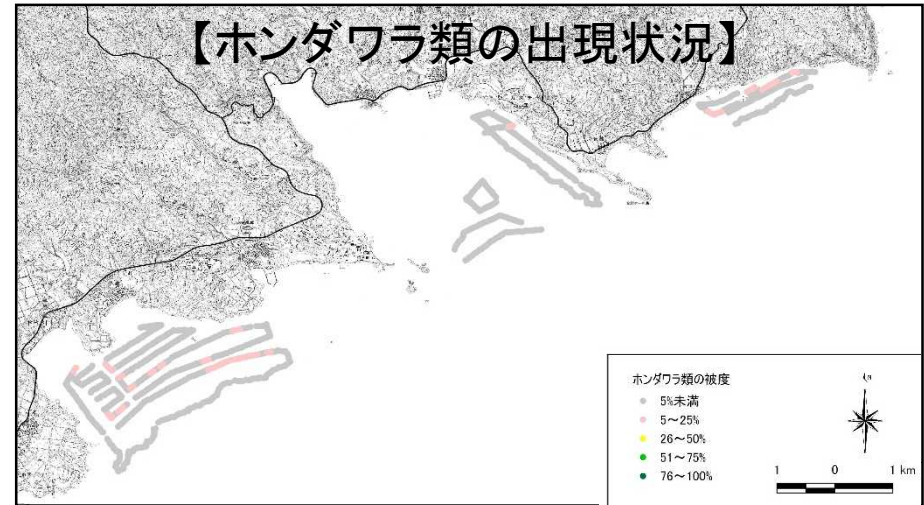 【ホンダワラ類の出現状況】
ホンダワラ類の被度
5%未満
5~25%
26~50%
51~75%
76~100%
N
1 0 1 km